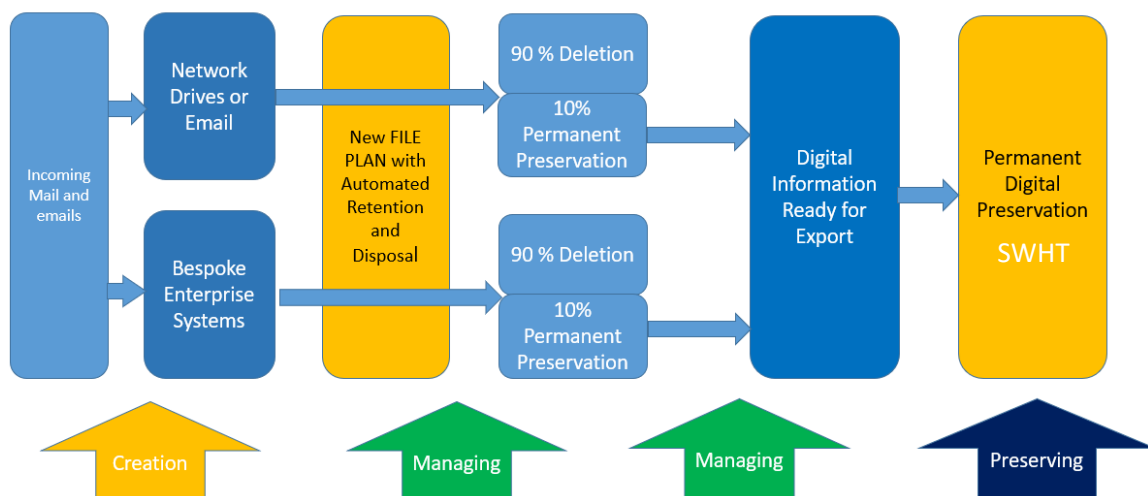 Incoming
Mail and
emails
Network
Drives or
Email
Bespoke
Enterprise
Systems
New FILE
PLAN with
Automated
Retention
and
Disposal
90 % Deletion
10%
Permanent
Preservation
90 % Deletion
10%
Permanent
Preservation
Digital
Information
Ready for
Export
Permanent
Digital
Preservation
SWHT
Creation
Managing
Managing
Preserving